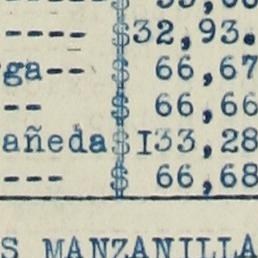 ----- $32,93.
ga-- $ 66,67
-- $ 66,66
añeda $I33,28
--- $ 66,68
S MANZANILLA